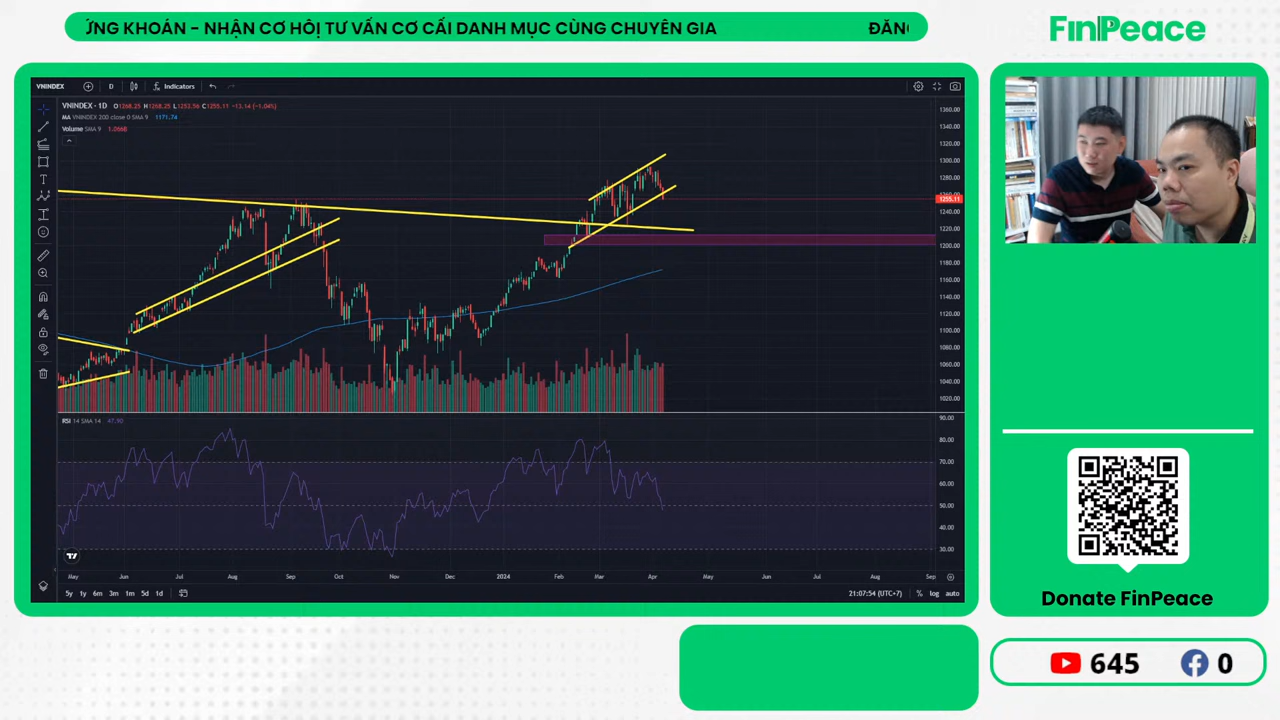 ỨNG KHOÁN - NHẬN CƠ HỘI TƯ VẤN CƠ CẤU DANH MỤC CÙNG CHUYÊN GIA
ĐĂN
FinPeace
VNINDEX
D
Indicators
VNINDEX · 1D O1268.25 H1268.25 L1253.56 C1255.11 −13.14 (−1.04%)
MA VNINDEX 200 close 0 SMA 9 1171.74
Volume SMA 9 1.066B
1360.00
1340.00
1320.00
1300.00
1280.00
1260.00
1255.11
1240.00
1220.00
1200.00
1180.00
1160.00
1140.00
1120.00
1100.00
1080.00
1060.00
1040.00
1020.00
RSI 14 SMA 14 47.90
90.00
80.00
70.00
60.00
50.00
40.00
30.00
May Jun Jul Aug Sep Oct Nov Dec 2024 Feb Mar Apr May Jun Jul Aug Sep
5y 1y 6m 3m 1m 5d 1d
21:07:54 (UTC+7) % log auto
Donate FinPeace
645 0